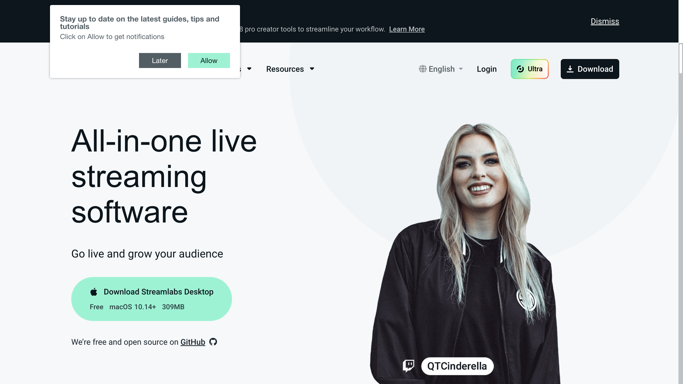 Stay up to date on the latest guides, tips and
tutorials
Click on Allow to get notifications
Later
Allow
8 pro creator tools to streamline your workflow. Learn More
Dismiss
Resources
English
Login
Ultra
Download
All-in-one live
streaming
software
Go live and grow your audience
Download Streamlabs Desktop
Free macOS 10.14+ 309MB
We're free and open source on GitHub
QTCinderella